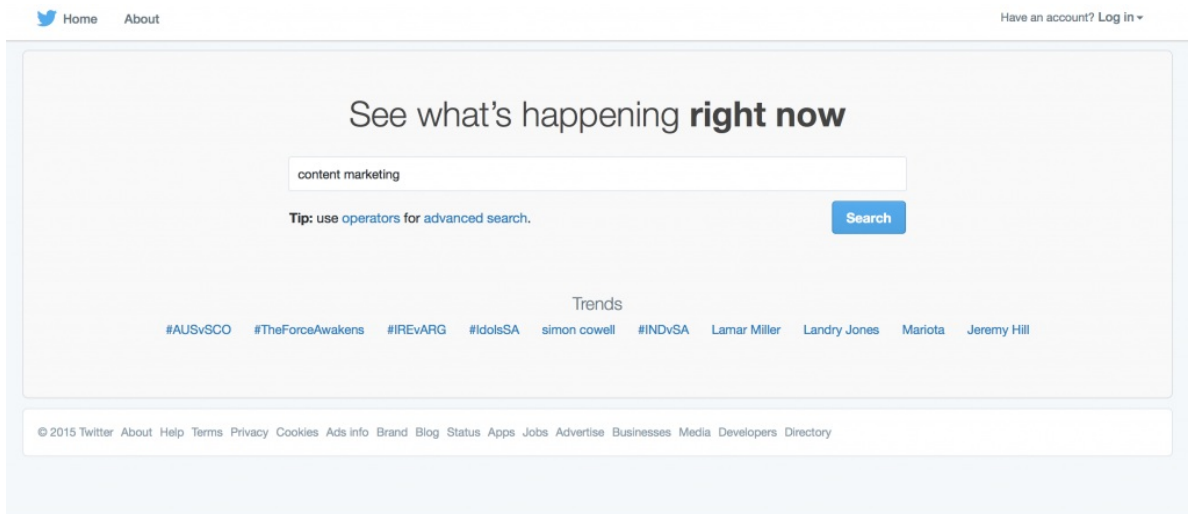 Home About Have an account? Log in
See what's happening right now
content marketing
Tip: use operators for advanced search. Search
Trends
#AUSvSCO #TheForceAwakens #IREvARG #IdolsSA simon cowell #INDvSA Lamar Miller Landry Jones Mariota Jeremy Hill
© 2015 Twitter About Help Terms Privacy Cookies Ads info Brand Blog Status Apps Jobs Advertise Businesses Media Developers Directory